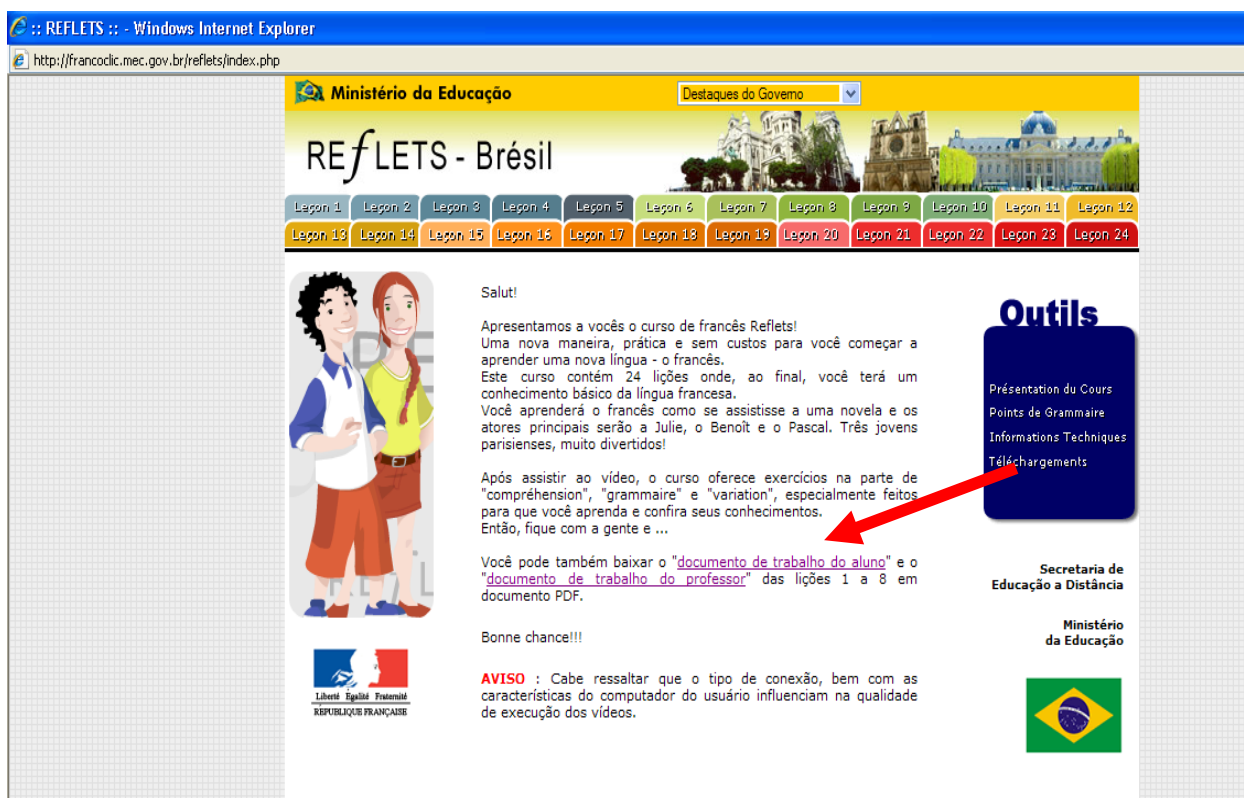 :: REFLETS :: - Windows Internet Explorer
http://francoclic.mec.gov.br/reflets/index.php
Ministério da Educação
Destaques do Governo
REfLETS - Brésil
Leçon 1 Leçon 2 Leçon 3 Leçon 4 Leçon 5 Leçon 6 Leçon 7 Leçon 8 Leçon 9 Leçon 10 Leçon 11 Leçon 12
Leçon 13 Leçon 14 Leçon 15 Leçon 16 Leçon 17 Leçon 18 Leçon 19 Leçon 20 Leçon 21 Leçon 22 Leçon 23 Leçon 24
Salut!
Apresentamos a vocês o curso de francês Reflets!
Uma nova maneira, prática e sem custos para você começar a
aprender uma nova língua - o francês.
Este curso contém 24 lições onde, ao final, você terá um
conhecimento básico da língua francesa.
Você aprenderá o francês como se assistisse a uma novela e os
atores principais serão a Julie, o Benoît e o Pascal. Três jovens
parisienses, muito divertidos!
Após assistir ao vídeo, o curso oferece exercícios na parte de
"compréhension", "grammaire" e "variation", especialmente feitos
para que você aprenda e confira seus conhecimentos.
Então, fique com a gente e ...
Você pode também baixar o "documento de trabalho do aluno" e o
"documento de trabalho do professor" das lições 1 a 8 em
documento PDF.
Bonne chance!!!
AVISO : Cabe ressaltar que o tipo de conexão, bem com as
características do computador do usuário influenciam na qualidade
de execução dos vídeos.
Outils
Présentation du Cours
Points de Grammaire
Informations Techniques
Téléchargements
Secretaria de
Educação a Distância
Ministério
da Educação
Liberté Égalité Fraternité
RÉPUBLIQUE FRANÇAISE